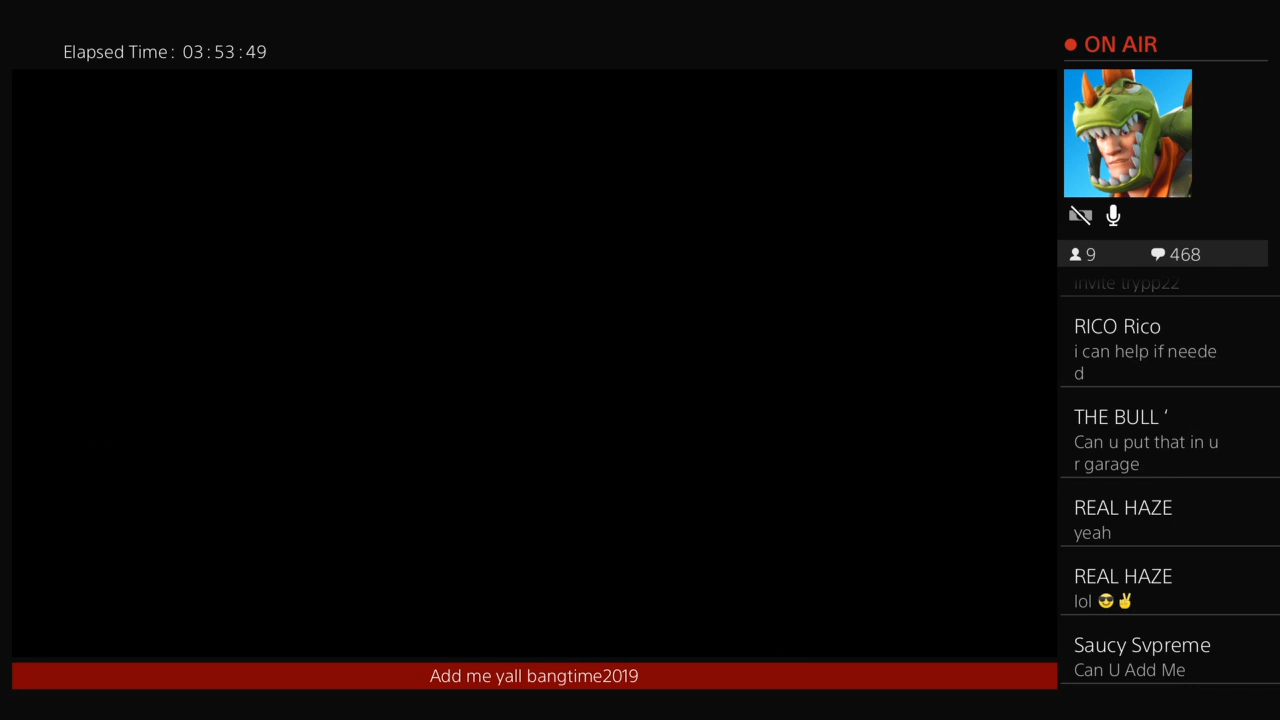 Elapsed Time: 03:53:49
ON AIR
9
468
invite trypp22
RICO Rico
i can help if neede
d
THE BULL ‘
Can u put that in u
r garage
REAL HAZE
yeah
REAL HAZE
lol 😎✌
Saucy Svpreme
Can U Add Me
Add me yall bangtime2019